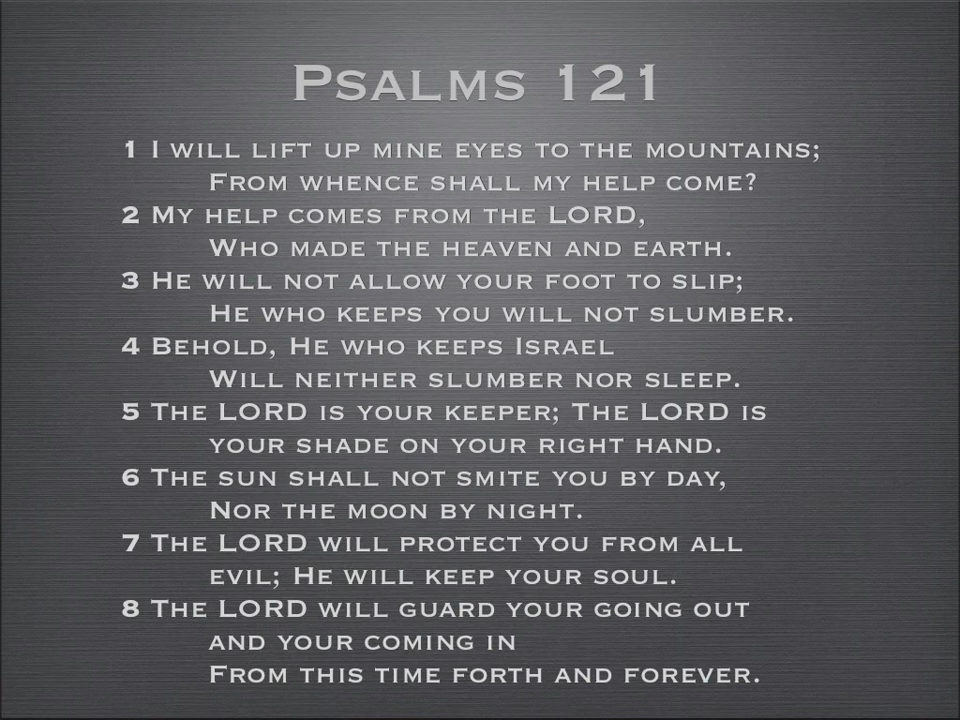 Psalms 121
1 I will lift up mine eyes to the mountains;
From whence shall my help come?
2 My help comes from the LORD,
Who made the heaven and earth.
3 He will not allow your foot to slip;
He who keeps you will not slumber.
4 Behold, He who keeps Israel
Will neither slumber nor sleep.
5 The LORD is your keeper; The LORD is
your shade on your right hand.
6 The sun shall not smite you by day,
Nor the moon by night.
7 The LORD will protect you from all
evil; He will keep your soul.
8 The LORD will guard your going out
and your coming in
From this time forth and forever.